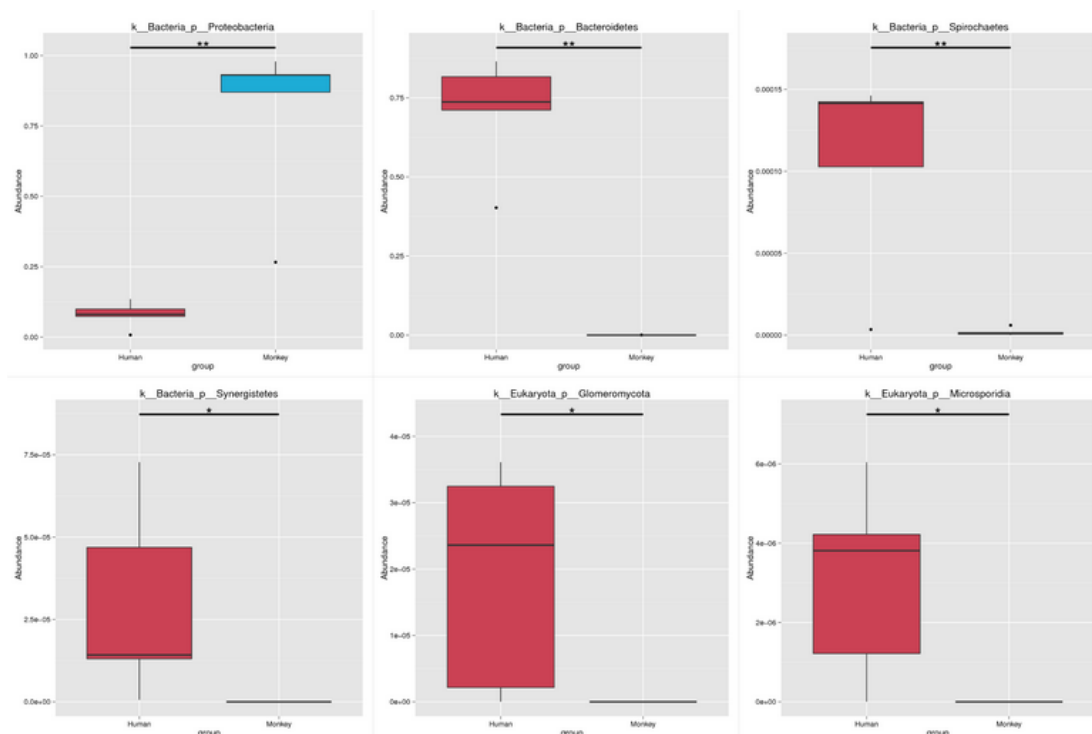 k__Bacteria_p__Proteobacteria
**
1.00
0.75
0.50
0.25
0.00
Abundance
Human
Monkey
group
k__Bacteria_p__Bacteroidetes
**
0.75
0.50
0.25
0.00
Abundance
Human
Monkey
group
k__Bacteria_p__Spirochaetes
**
0.00015
0.00010
0.00005
0.00000
Abundance
Human
Monkey
group
k__Bacteria_p__Synergistetes
*
7.5e-05
5.0e-05
2.5e-05
0.0e+00
Abundance
Human
Monkey
group
k__Eukaryota_p__Glomeromycota
*
4e-05
3e-05
2e-05
1e-05
0e+00
Abundance
Human
Monkey
group
k__Eukaryota_p__Microsporidia
*
6e-06
4e-06
2e-06
0e+00
Abundance
Human
Monkey
group